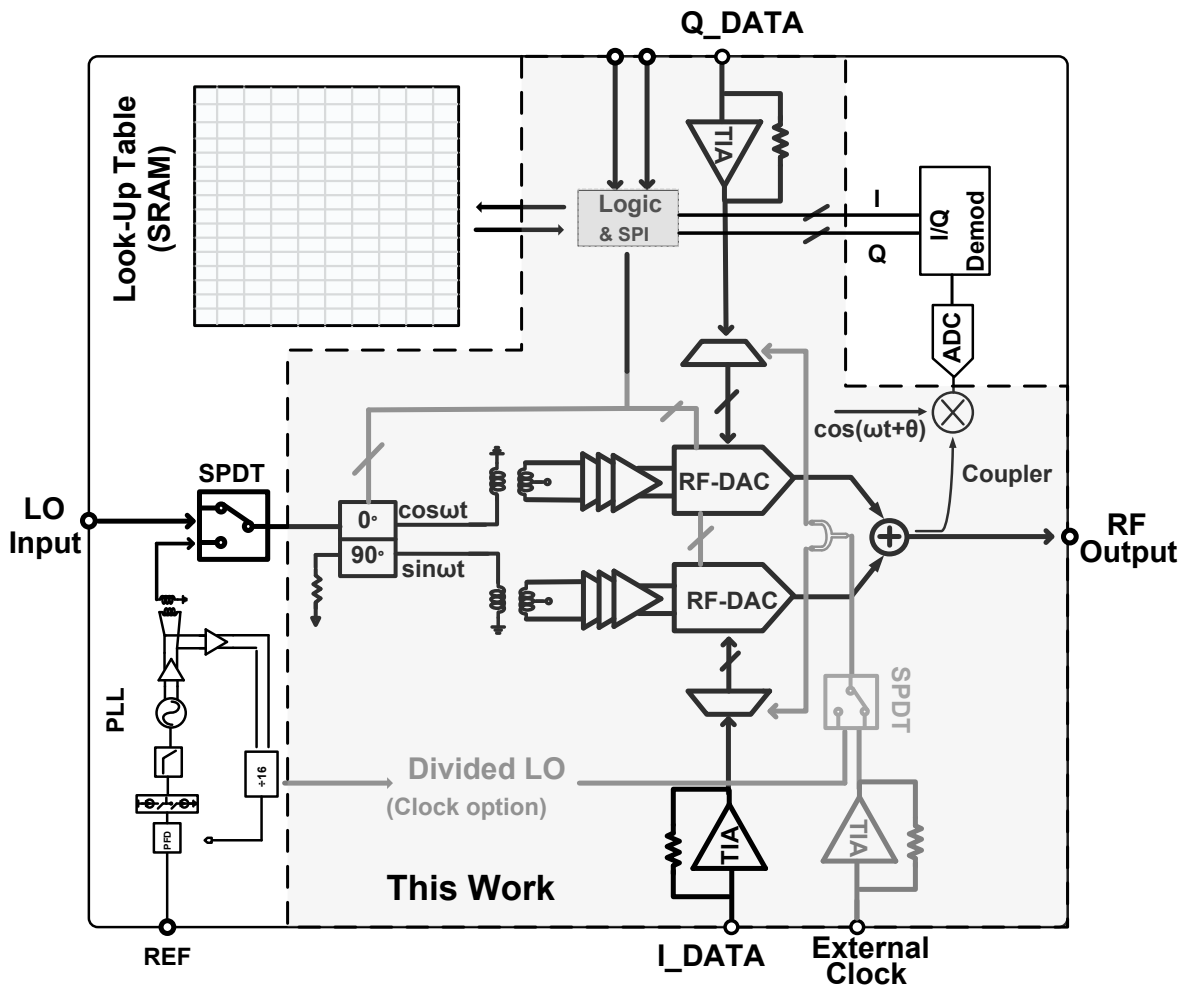 Q_DATA
Look-Up Table
(SRAM)
TIA
Logic
& SPI
I
Q
I/Q
Demod
ADC
cos(ωt+θ)
Coupler
SPDT
LO
Input
0°
90°
cosωt
sinωt
RF-DAC
RF-DAC
RF
Output
PLL
÷16
PFD
Divided LO
(Clock option)
SPDT
TIA
TIA
This Work
REF
I_DATA
External
Clock